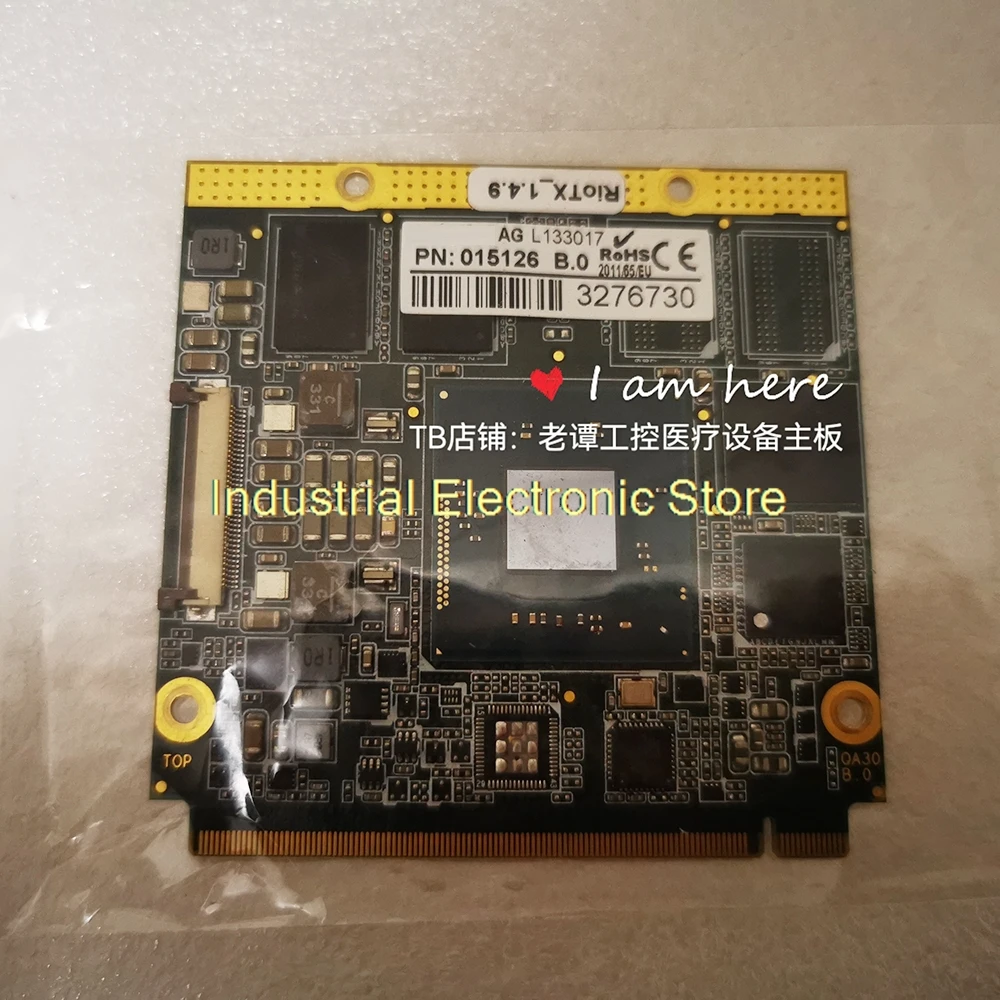 RioTX_1.4.9
AG L133017
PN: 015126 B.0
RoHS
2011/65/EU
CE
3276730
1R0
I am here
C
331
TB店铺：老谭工控医疗设备主板
Industrial Electronic Store
1R0
TOP
QA30
B.0